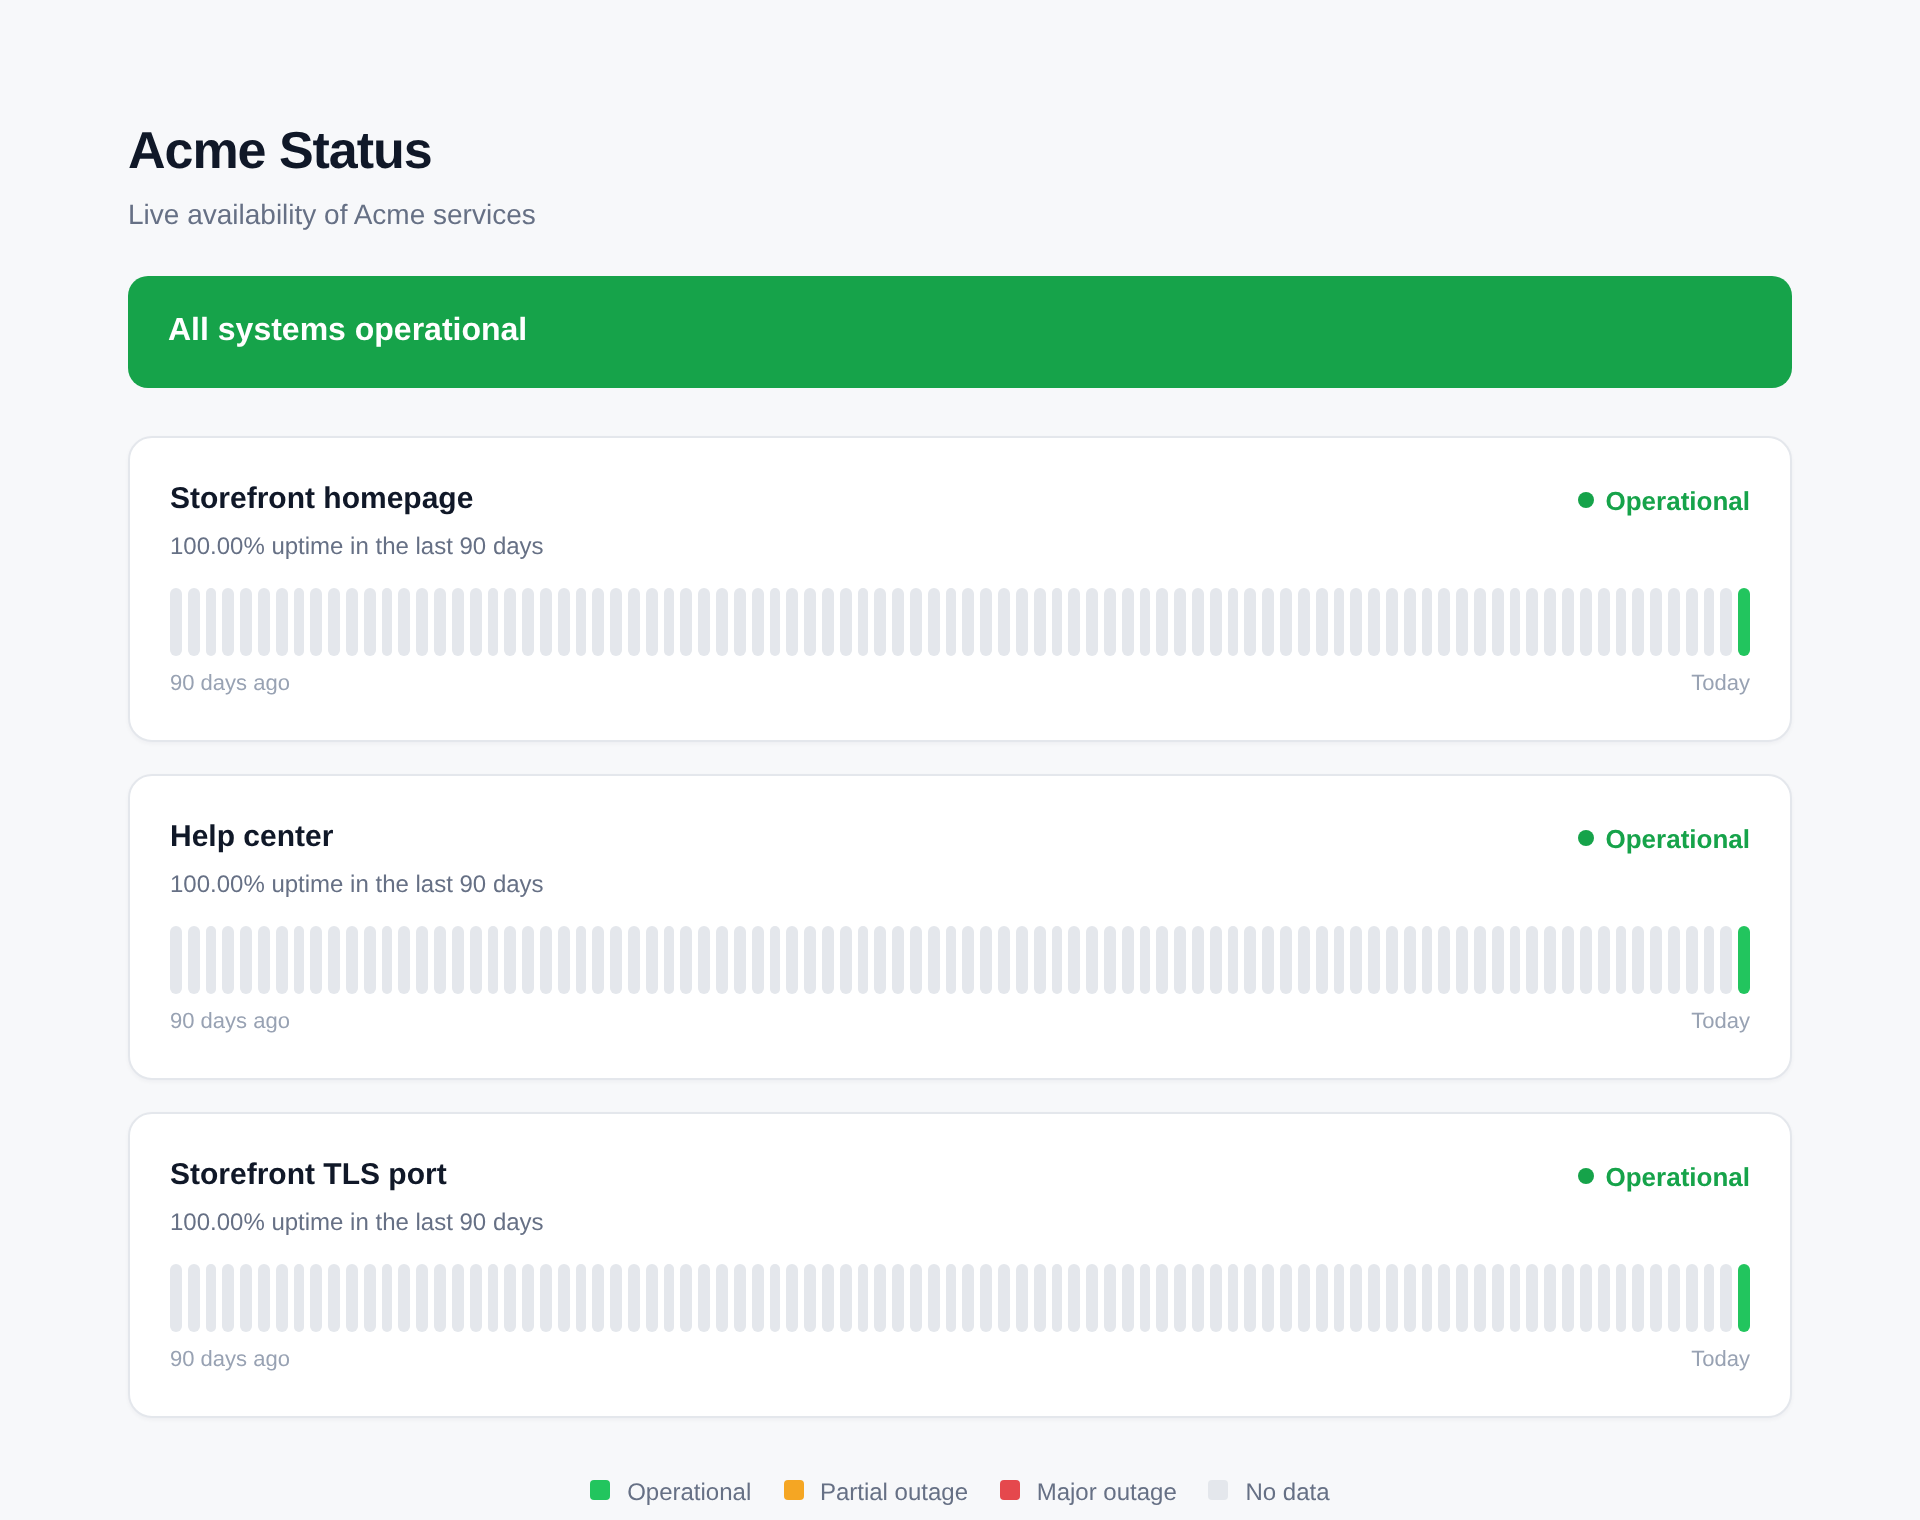 Acme Status
Live availability of Acme services
All systems operational
Storefront homepage
Operational
100.00% uptime in the last 90 days
90 days ago
Today
Help center
Operational
100.00% uptime in the last 90 days
90 days ago
Today
Storefront TLS port
Operational
100.00% uptime in the last 90 days
90 days ago
Today
Operational
Partial outage
Major outage
No data